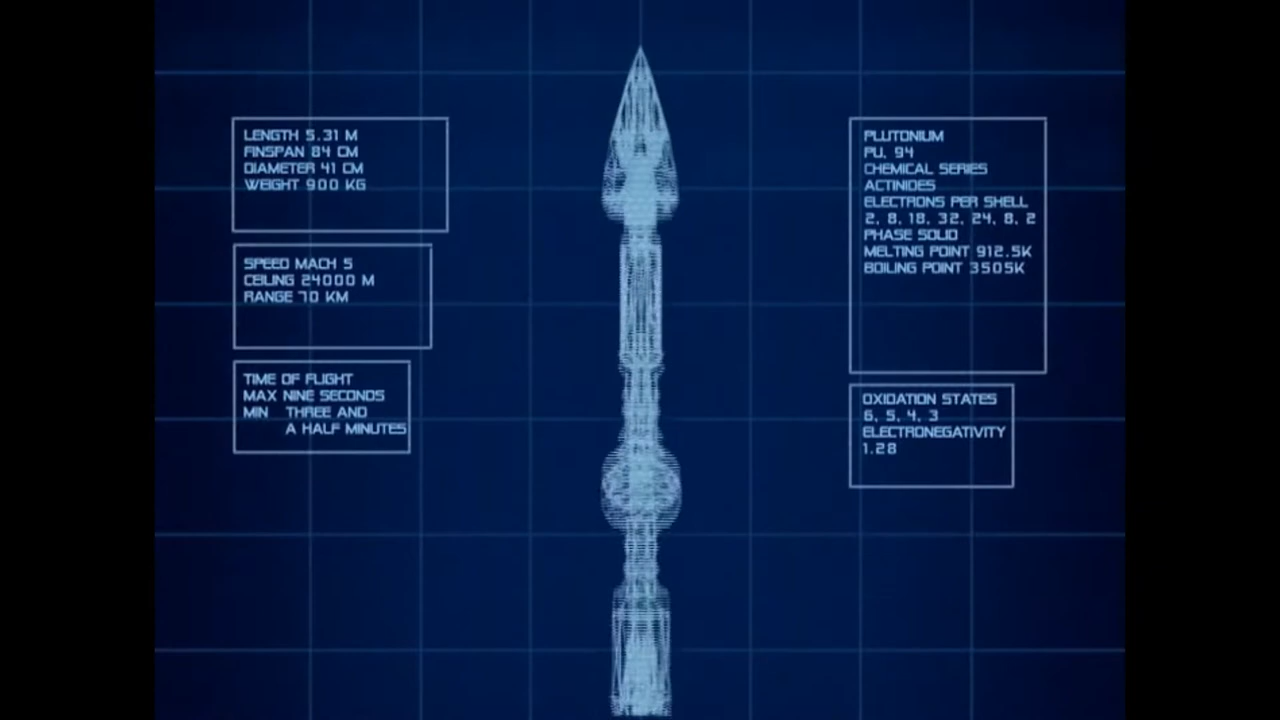 LENGTH 5.31 M
FINSPAN 84 CM
DIAMETER 41 CM
WEIGHT 900 KG
SPEED MACH 5
CEILING 24000 M
RANGE 70 KM
TIME OF FLIGHT
MAX NINE SECONDS
MIN THREE AND
A HALF MINUTES
PLUTONIUM
PU, 94
CHEMICAL SERIES
ACTINIDES
ELECTRONS PER SHELL
2, 8, 18, 32, 24, 8, 2
PHASE SOLID
MELTING POINT 912.5K
BOILING POINT 3505K
OXIDATION STATES
6, 5, 4, 3
ELECTRONEGATIVITY
1.28